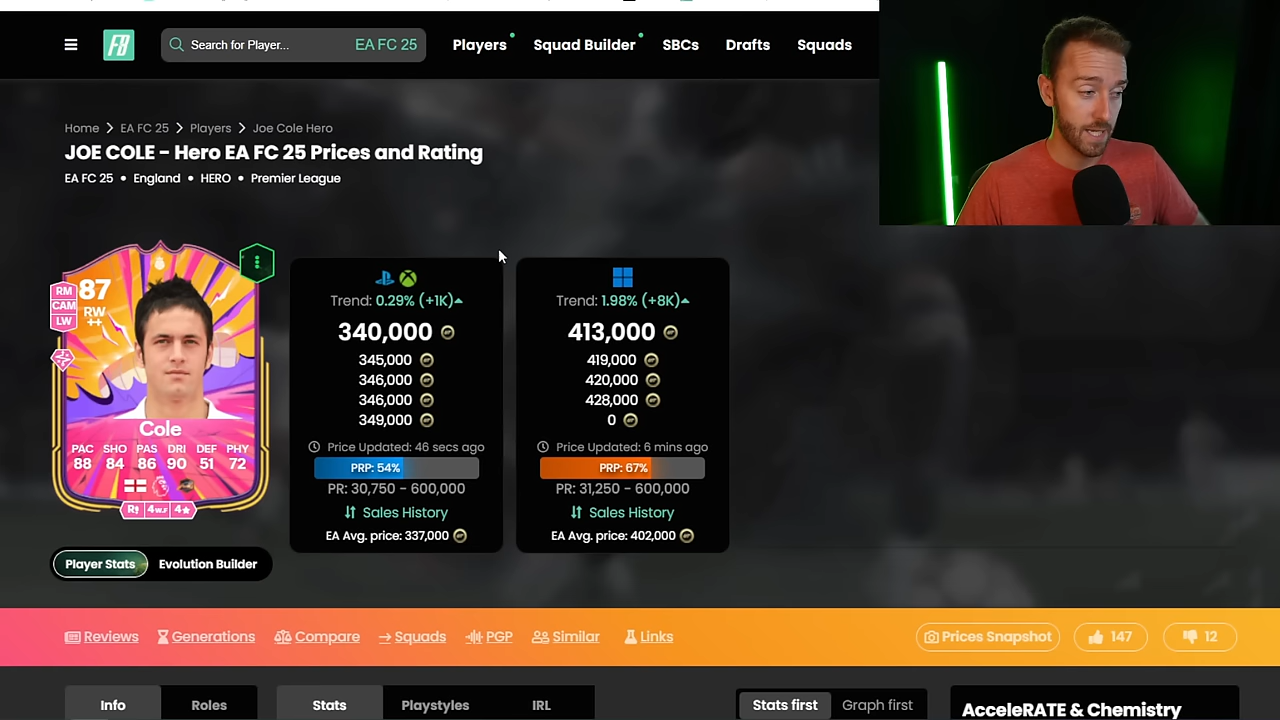 FB
Search for Player...
EA FC 25
Players
Squad Builder
SBCs
Drafts
Squads
Home
EA FC 25
Players
Joe Cole Hero
JOE COLE - Hero EA FC 25 Prices and Rating
EA FC 25 • England • HERO • Premier League
87
RW
++
RM
CAM
LW
Cole
PAC SHO PAS DRI DEF PHY
88 84 86 90 51 72
4W.F
4★
Trend: 0.29% (+1K)
340,000
345,000
346,000
346,000
349,000
Price Updated: 46 secs ago
PRP: 54%
PR: 30,750 - 600,000
Sales History
EA Avg. price: 337,000
Trend: 1.98% (+8K)
413,000
419,000
420,000
428,000
0
Price Updated: 6 mins ago
PRP: 67%
PR: 31,250 - 600,000
Sales History
EA Avg. price: 402,000
Player Stats
Evolution Builder
Reviews
Generations
Compare
Squads
PGP
Similar
Links
Prices Snapshot
147
12
Info
Roles
Stats
Playstyles
IRL
Stats first
Graph first
AcceleRATE & Chemistry